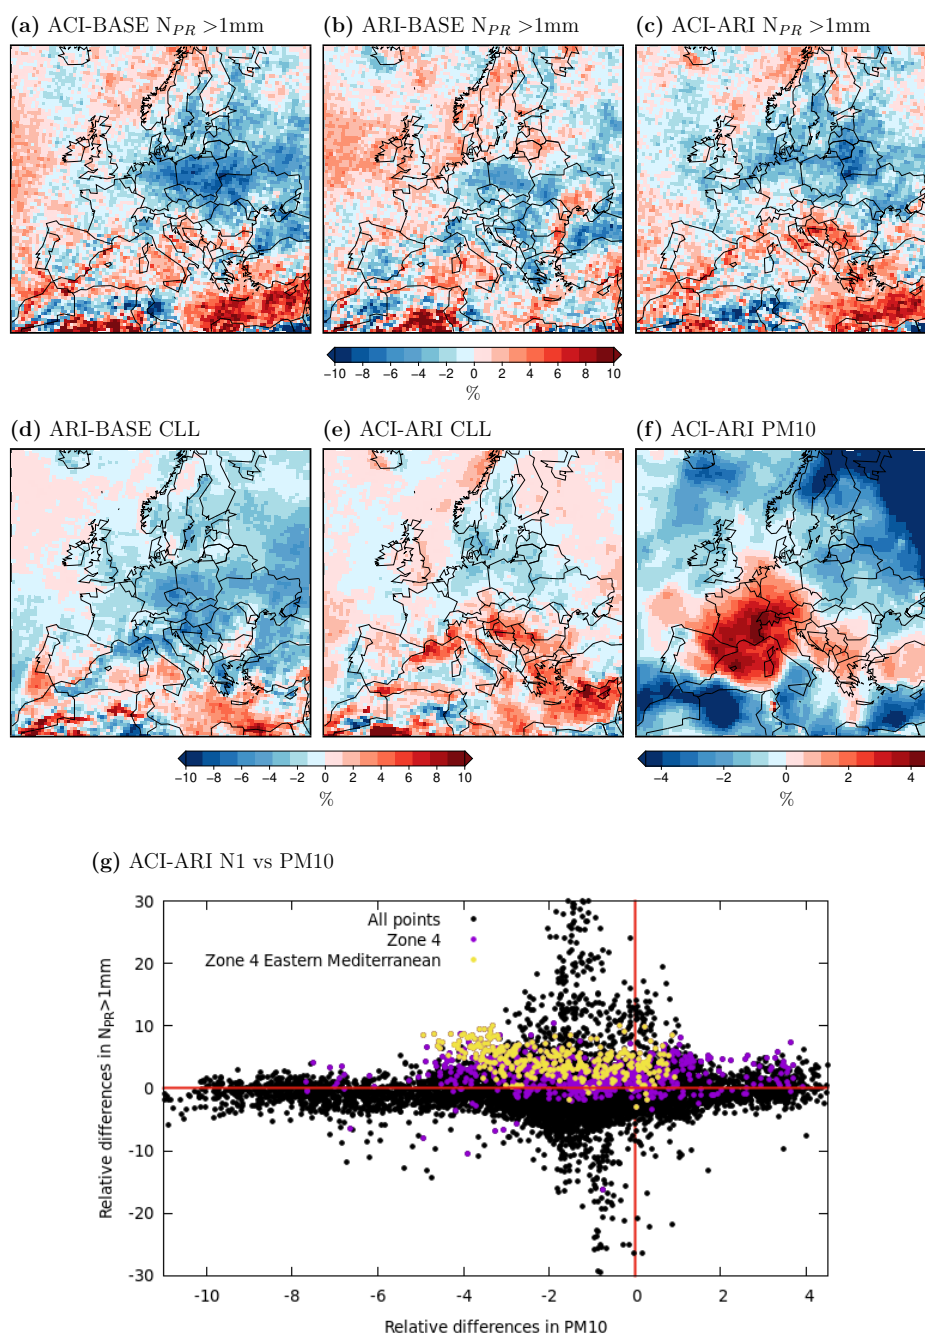 (a) ACI-BASE N_PR >1mm
(b) ARI-BASE N_PR >1mm
(c) ACI-ARI N_PR >1mm
−10 −8 −6 −4 −2 0 2 4 6 8 10
%
(d) ARI-BASE CLL
(e) ACI-ARI CLL
(f) ACI-ARI PM10
−10 −8 −6 −4 −2 0 2 4 6 8 10
%
−4 −2 0 2 4
%
(g) ACI-ARI N1 vs PM10
30
20
10
0
-10
-20
-30
Relative differences in N_PR>1mm
All points
Zone 4
Zone 4 Eastern Mediterranean
-10 -8 -6 -4 -2 0 2 4
Relative differences in PM10